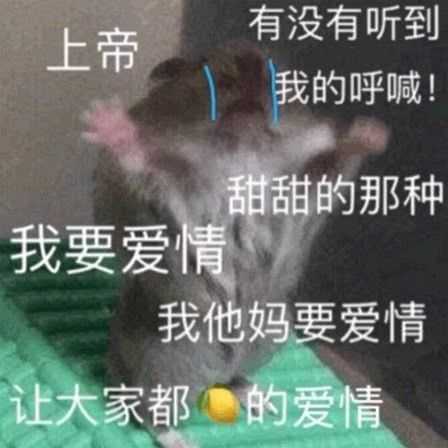 上帝
有没有听到
我的呼喊！
甜甜的那种
我要爱情
我他妈要爱情
让大家都🍋的爱情